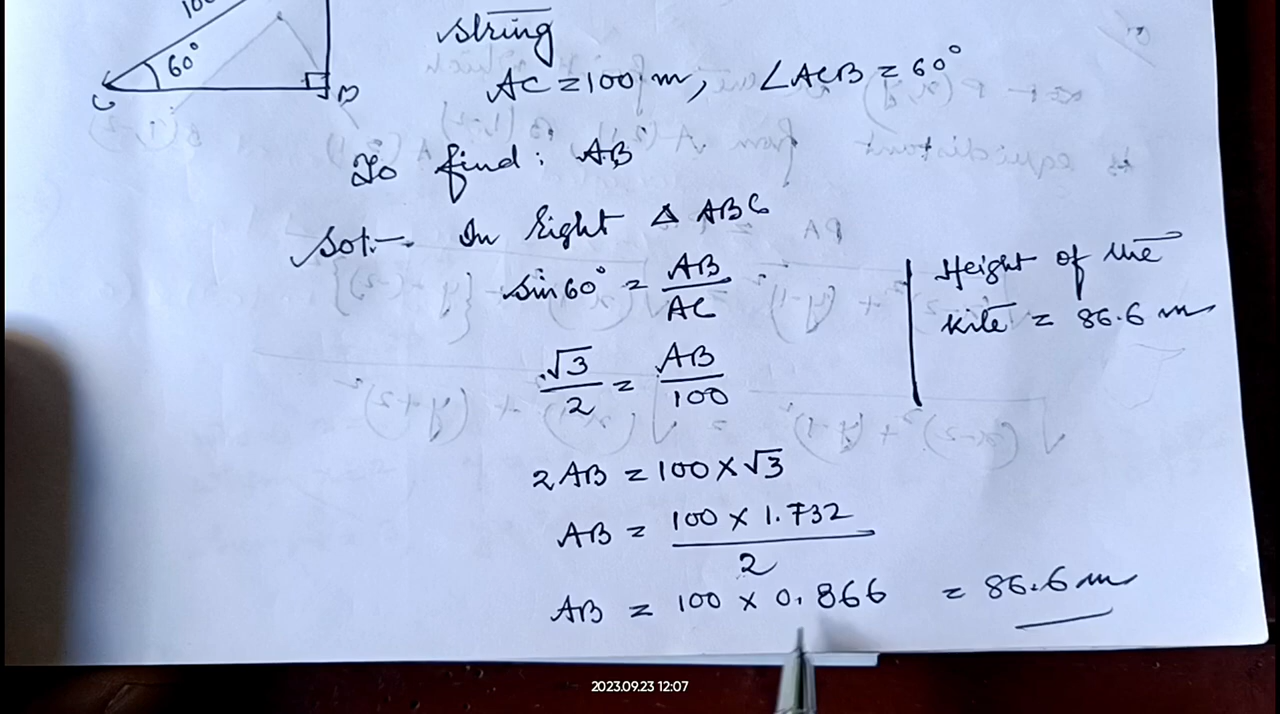 100
60°
C
B
String
AC = 100 m, ∠ACB = 60°
To find: AB
Sol:- In Right △ ABC
sin60° = AB/AC
√3/2 = AB/100
2AB = 100 × √3
AB = 100 × 1.732 / 2
AB = 100 × 0.866 = 86.6 m
Height of the
kite = 86.6 m
2023.09.23 12:07